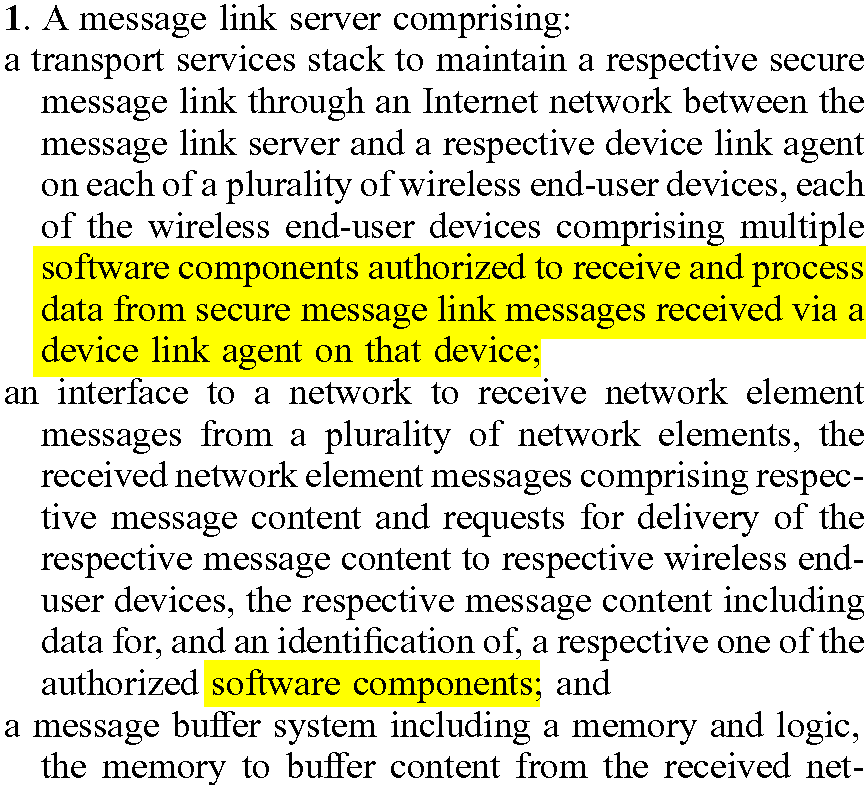 1. A message link server comprising:
a transport services stack to maintain a respective secure
message link through an Internet network between the
message link server and a respective device link agent
on each of a plurality of wireless end-user devices, each
of the wireless end-user devices comprising multiple
software components authorized to receive and process
data from secure message link messages received via a
device link agent on that device;
an interface to a network to receive network element
messages from a plurality of network elements, the
received network element messages comprising respec-
tive message content and requests for delivery of the
respective message content to respective wireless end-
user devices, the respective message content including
data for, and an identification of, a respective one of the
authorized software components; and
a message buffer system including a memory and logic,
the memory to buffer content from the received net-